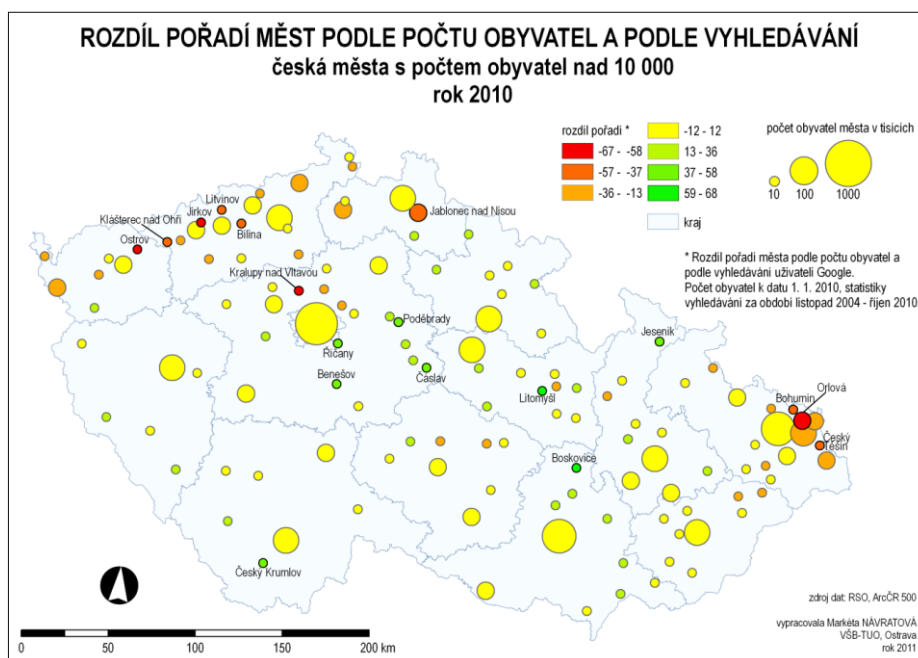 ROZDÍL POŘADÍ MĚST PODLE POČTU OBYVATEL A PODLE VYHLEDÁVÁNÍ
česká města s počtem obyvatel nad 10 000
rok 2010
rozdíl pořadí *
-67 - -58
-57 - -37
-36 - -13
-12 - 12
13 - 36
37 - 58
59 - 68
kraj
počet obyvatel města v tisících
10
100
1000
* Rozdíl pořadí města podle počtu obyvatel a
podle vyhledávání uživateli Google.
Počet obyvatel k datu 1. 1. 2010, statistiky
vyhledávání za období listopad 2004 - říjen 2010
Litvínov
Jirkov
Klášterec nad Ohří
Ostrov
Bílina
Jablonec nad Nisou
Kralupy nad Vltavou
Poděbrady
Říčany
Benešov
Čáslav
Litomyšl
Jeseník
Orlová
Bohumín
Český
Těšín
Boskovice
Český Krumlov
0 50 100 150 200 km
zdroj dat: RSO, ArcČR 500
vypracovala Markéta NÁVRATOVÁ
VŠB-TUO, Ostrava
rok 2011